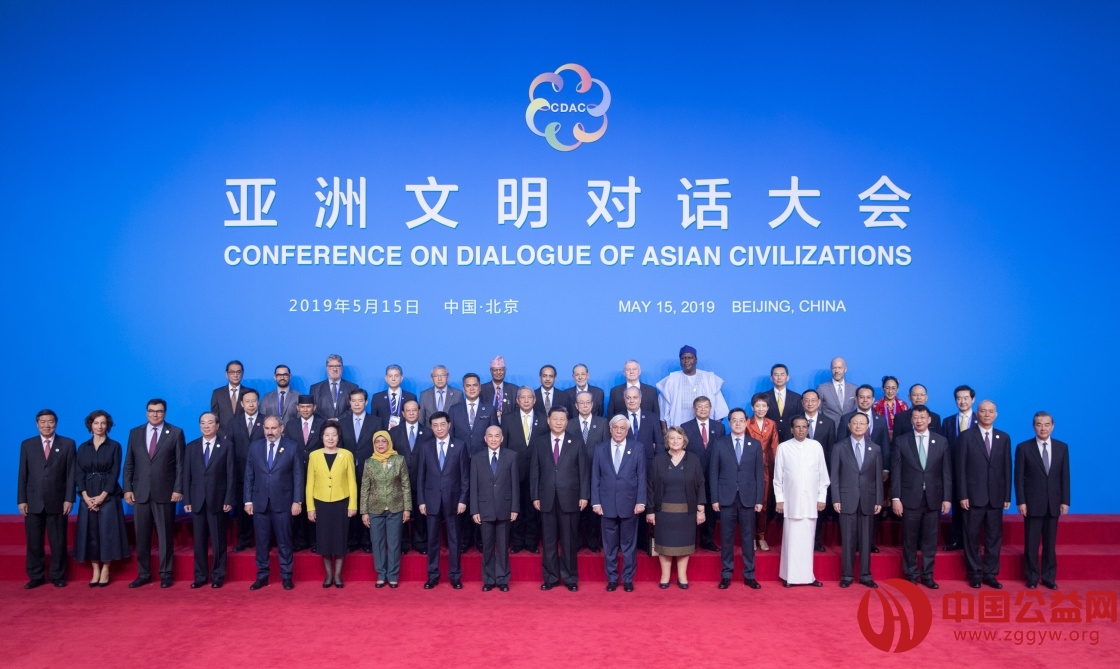 CDAC
亚洲文明对话大会
CONFERENCE ON DIALOGUE OF ASIAN CIVILIZATIONS
2019年5月15日 中国·北京 MAY 15, 2019 BEIJING, CHINA
中国公益网
www.zggyw.org